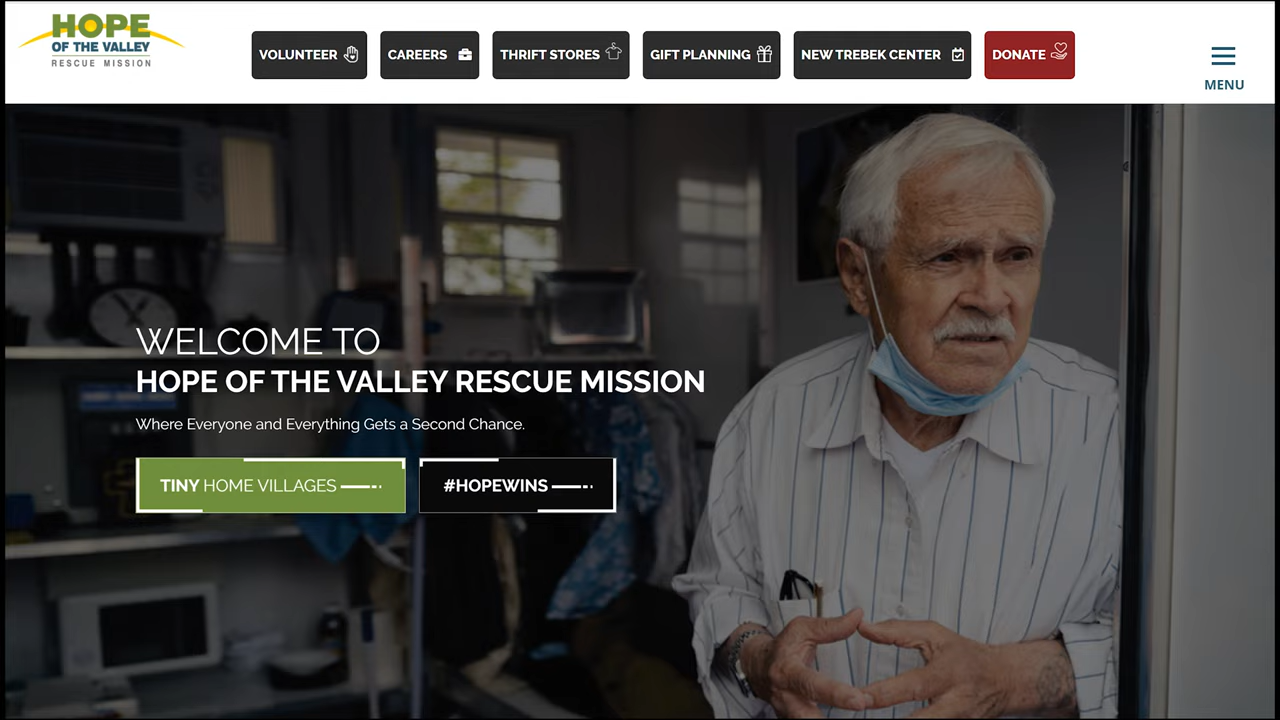 HOPE
OF THE VALLEY
RESCUE MISSION
VOLUNTEER
CAREERS
THRIFT STORES
GIFT PLANNING
NEW TREBEK CENTER
DONATE
MENU
WELCOME TO
HOPE OF THE VALLEY RESCUE MISSION
Where Everyone and Everything Gets a Second Chance.
TINY HOME VILLAGES
#HOPEWINS